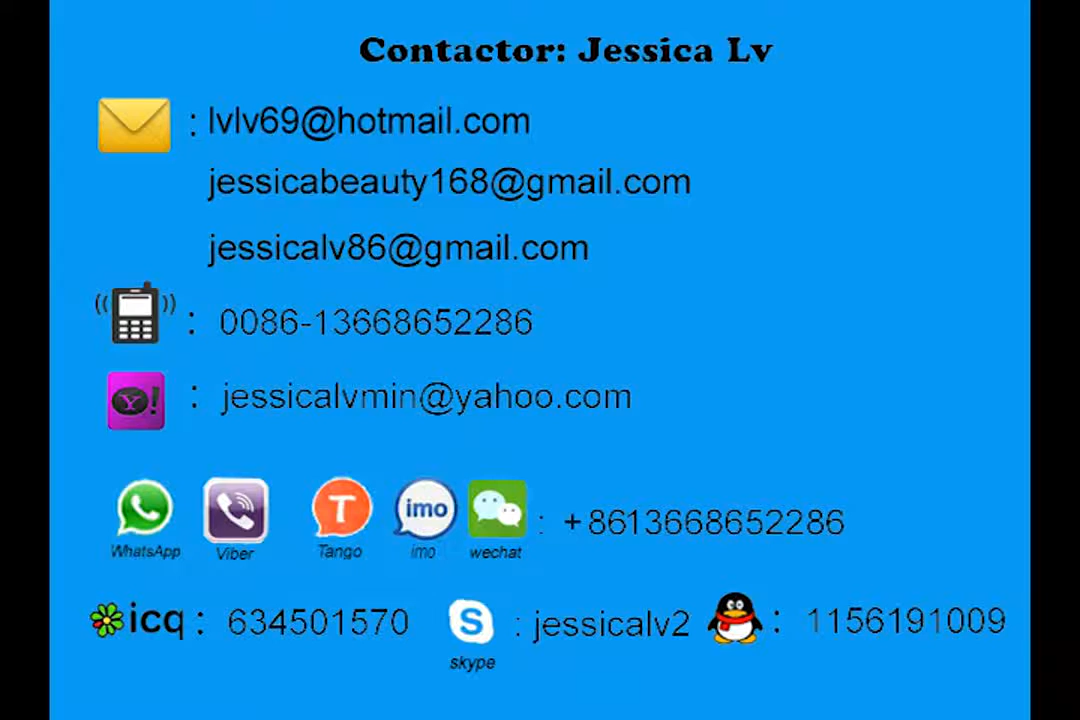 Contactor: Jessica Lv
: lvlv69@hotmail.com
jessicabeauty168@gmail.com
jessicalv86@gmail.com
: 0086-13668652286
Y! : jessicalvmin@yahoo.com
T imo : +8613668652286
WhatsApp Viber Tango imo wechat
icq : 634501570 S : jessicalv2 : 1156191009
skype